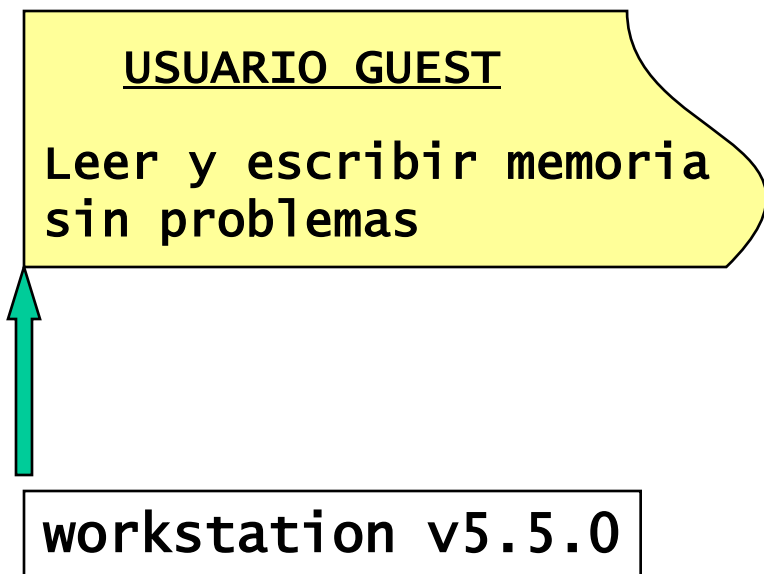 USUARIO GUEST
Leer y escribir memoria
sin problemas
workstation v5.5.0